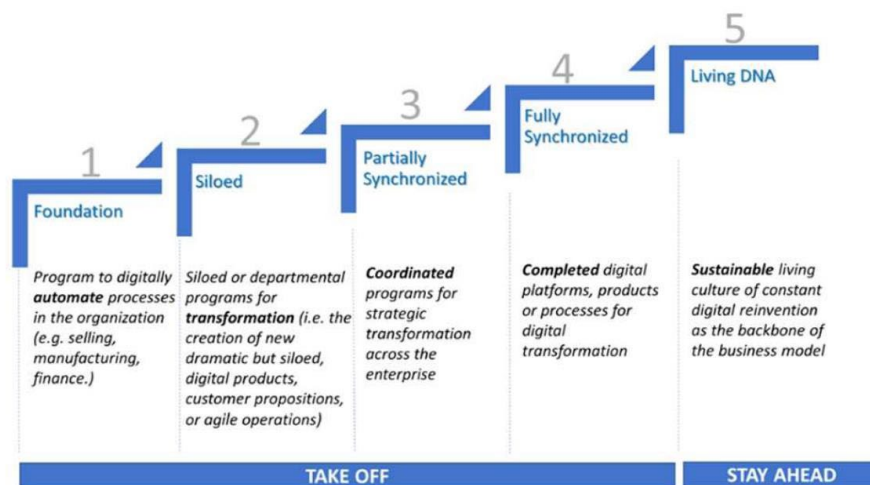 1
Foundation
Program to digitally
automate processes
in the organization
(e.g. selling,
manufacturing,
finance.)
2
Siloed
Siloed or departmental
programs for
transformation (i.e. the
creation of new
dramatic but siloed,
digital products,
customer propositions,
or agile operations)
3
Partially
Synchronized
Coordinated
programs for
strategic
transformation
across the
enterprise
4
Fully
Synchronized
Completed digital
platforms, products
or processes for
digital
transformation
5
Living DNA
Sustainable living
culture of constant
digital reinvention
as the backbone of
the business model
TAKE OFF
STAY AHEAD